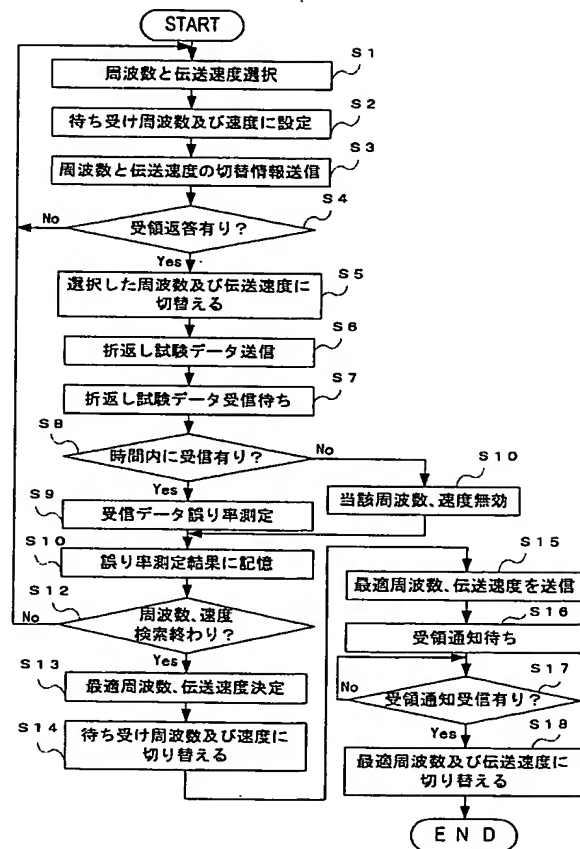 START
S1
周波数と伝送速度選択
S2
待ち受け周波数及び速度に設定
S3
周波数と伝送速度の切替情報送信
S4
受領返答有り？
No
Yes
S5
選択した周波数及び伝送速度に
切替える
S6
折返し試験データ送信
S7
折返し試験データ受信待ち
S8
時間内に受信有り？
No
Yes
S10
当該周波数、速度無効
S9
受信データ誤り率測定
S10
誤り率測定結果に記憶
S12
周波数、速度
検索終わり？
No
Yes
S13
最適周波数、伝送速度決定
S14
待ち受け周波数及び速度に
切り替える
S15
最適周波数、伝送速度を送信
S16
受領通知待ち
S17
受領通知受信有り？
No
Yes
S18
最適周波数及び伝送速度に
切り替える
END